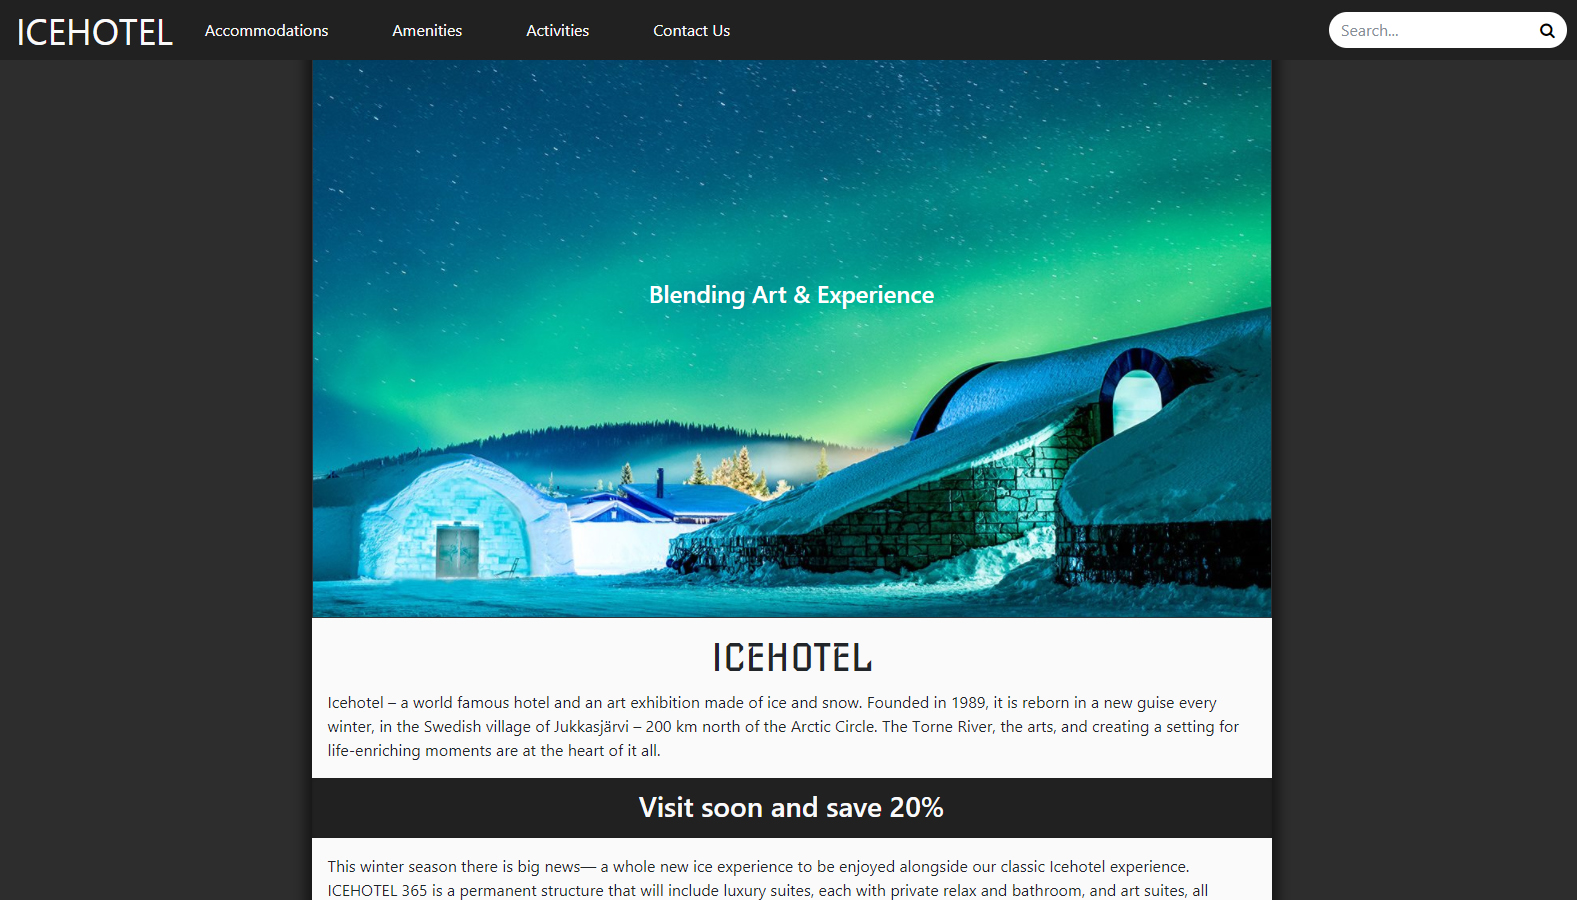 ICEHOTEL Accommodations Amenities Activities Contact Us Search...
Blending Art & Experience
ICEHOTEL
Icehotel – a world famous hotel and an art exhibition made of ice and snow. Founded in 1989, it is reborn in a new guise every
winter, in the Swedish village of Jukkasjärvi – 200 km north of the Arctic Circle. The Torne River, the arts, and creating a setting for
life-enriching moments are at the heart of it all.
Visit soon and save 20%
This winter season there is big news— a whole new ice experience to be enjoyed alongside our classic Icehotel experience.
ICEHOTEL 365 is a permanent structure that will include luxury suites, each with private relax and bathroom, and art suites, all